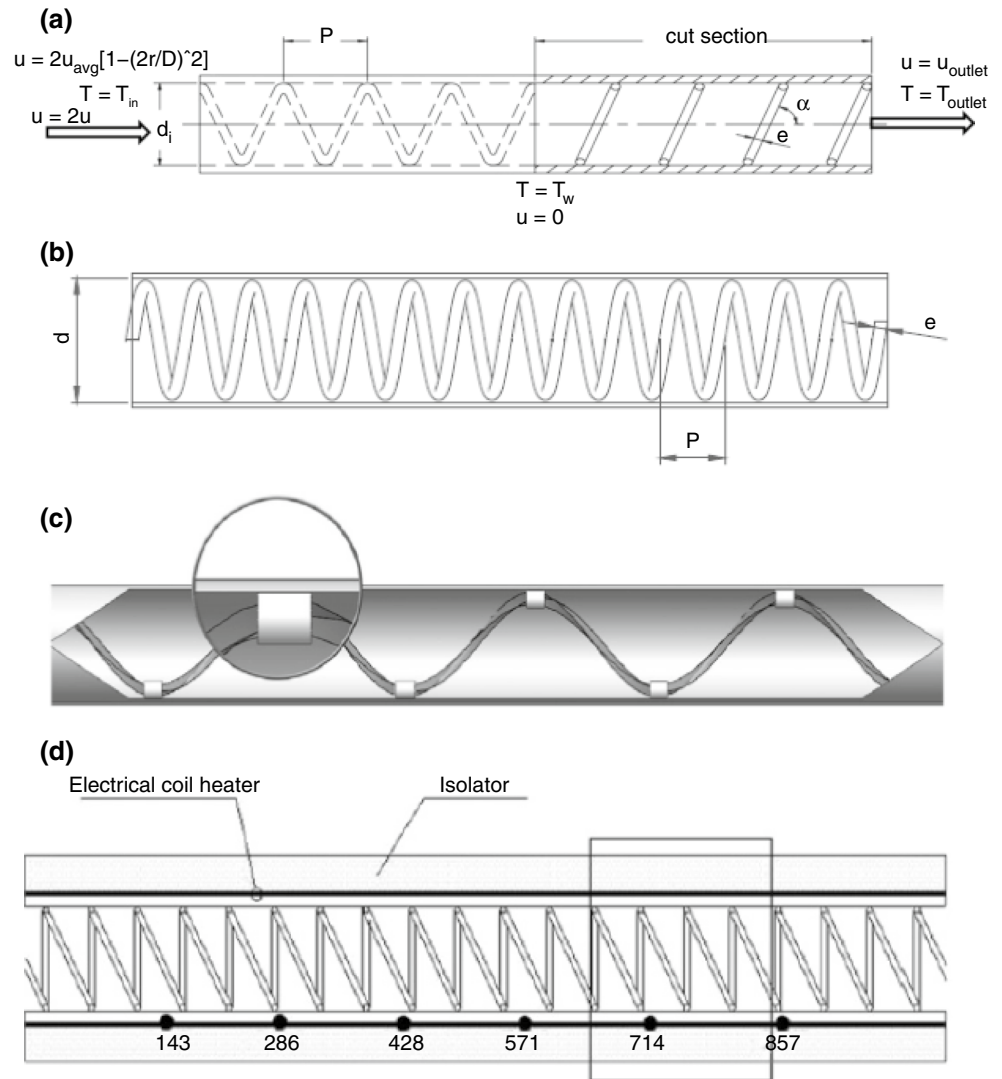 (a)
P
cut section
u = 2u_avg[1–(2r/D)^2]
T = T_in
u = 2u
d_i
α
e
u = u_outlet
T = T_outlet
T = T_w
u = 0
(b)
d
e
P
(c)
(d)
Electrical coil heater
Isolator
143 286 428 571 714 857